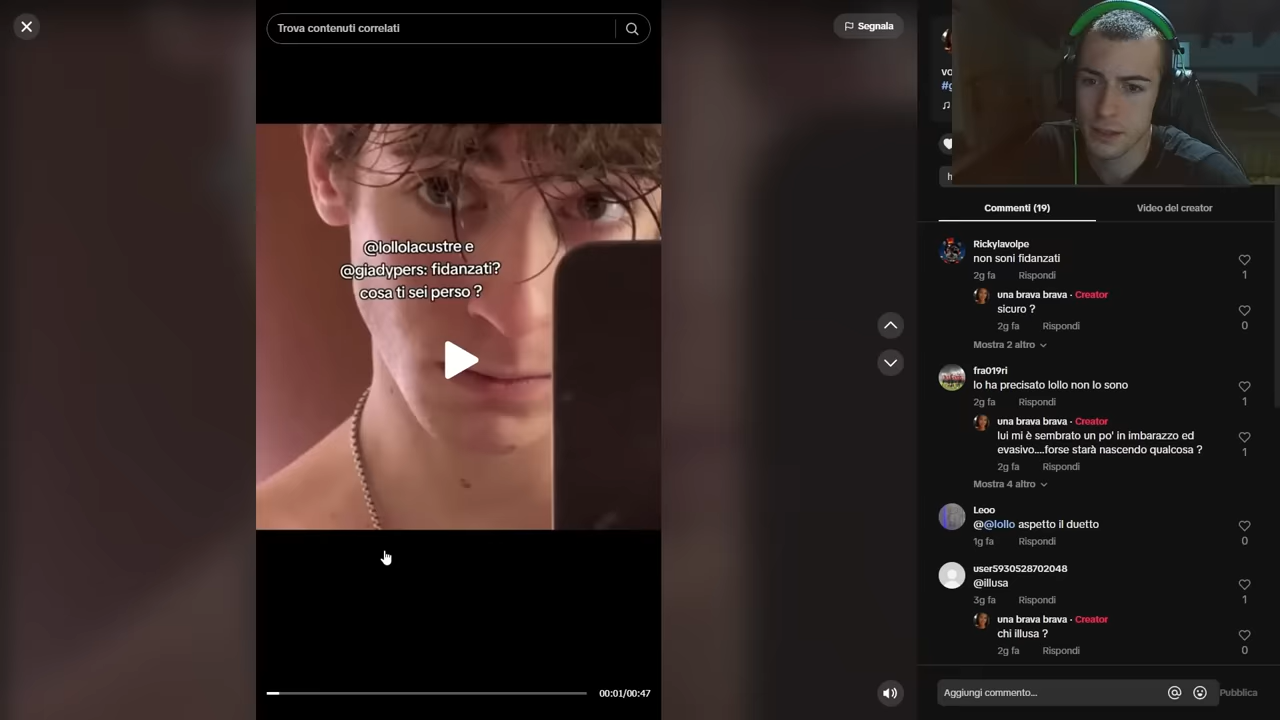 Trova contenuti correlati
Segnala
@lollolacustre e
@giadypers: fidanzati?
cosa ti sei perso ?
00:01/00:47
vo
#g
h
Commenti (19)
Video del creator
Rickylavolpe
non soni fidanzati
2g fa Rispondi
1
una brava brava · Creator
sicuro ?
2g fa Rispondi
0
Mostra 2 altro
fra019ri
lo ha precisato lollo non lo sono
2g fa Rispondi
1
una brava brava · Creator
lui mi è sembrato un po' in imbarazzo ed
evasivo....forse starà nascendo qualcosa ?
2g fa Rispondi
1
Mostra 4 altro
Leoo
@@lollo aspetto il duetto
1g fa Rispondi
0
user5930528702048
@illusa
3g fa Rispondi
1
una brava brava · Creator
chi illusa ?
2g fa Rispondi
0
Aggiungi commento...
Pubblica